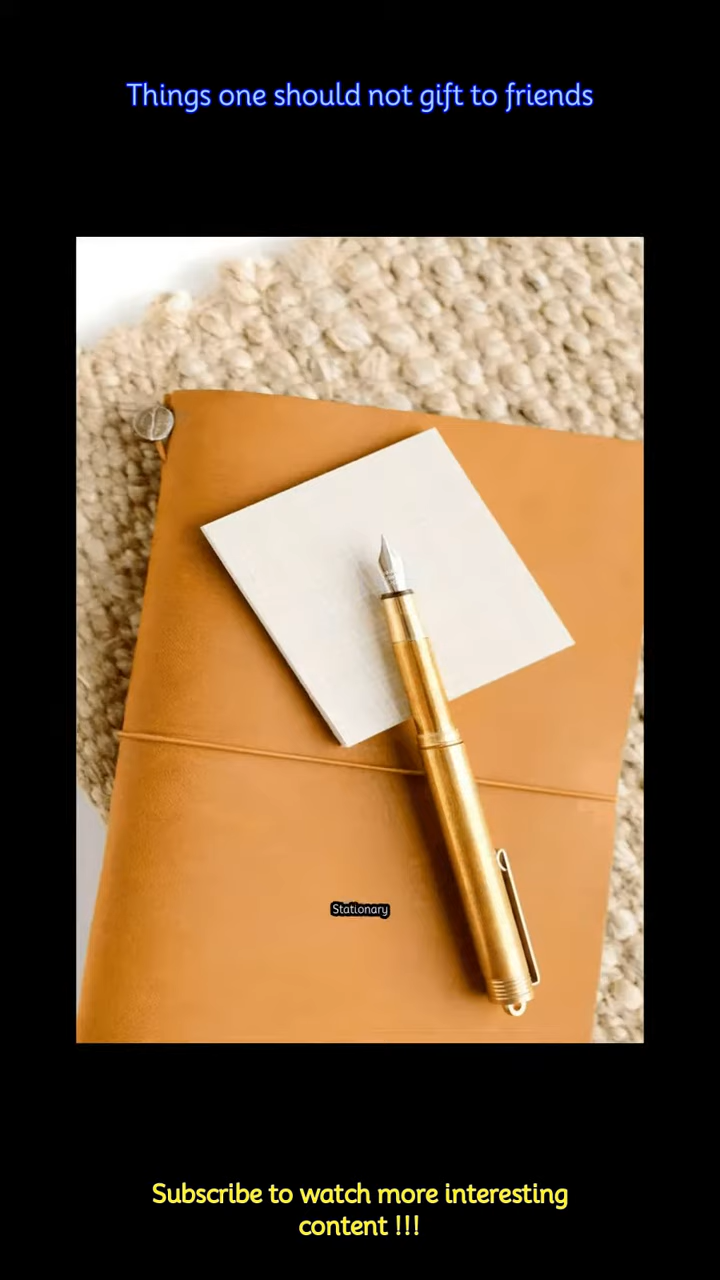 Things one should not gift to friends
Stationary
Subscribe to watch more interesting
content !!!